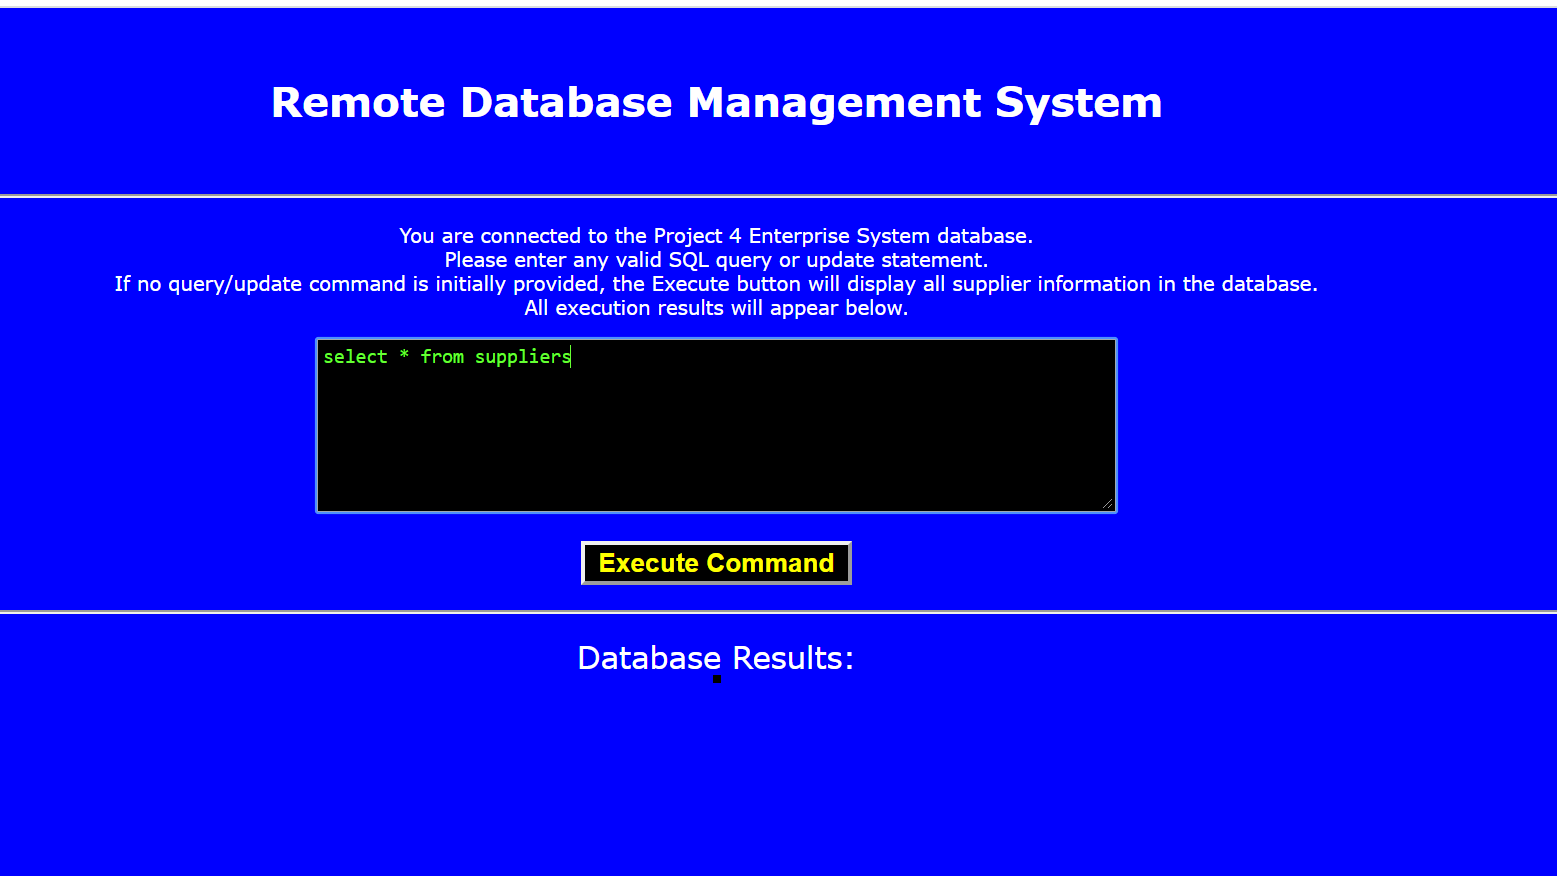 Remote Database Management System
You are connected to the Project 4 Enterprise System database.
Please enter any valid SQL query or update statement.
If no query/update command is initially provided, the Execute button will display all supplier information in the database.
All execution results will appear below.
select * from suppliers
Execute Command
Database Results: